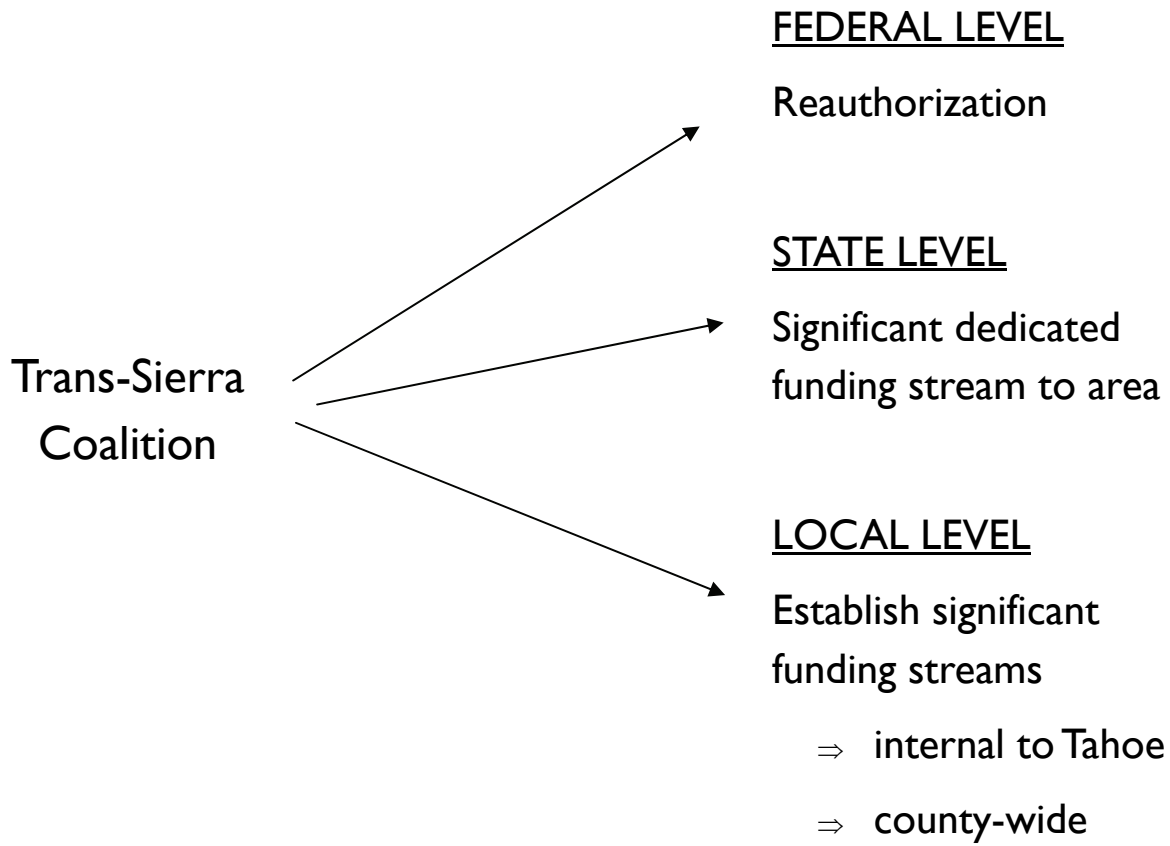 Trans-Sierra
Coalition
FEDERAL LEVEL
Reauthorization
STATE LEVEL
Significant dedicated
funding stream to area
LOCAL LEVEL
Establish significant
funding streams
⇒ internal to Tahoe
⇒ county-wide